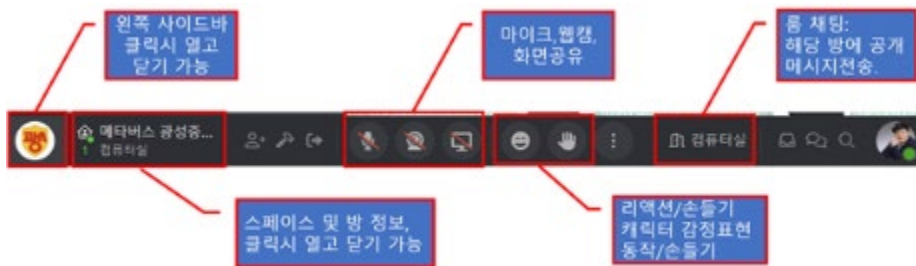 왼쪽 사이드바
클릭시 열고
닫기 가능
마이크,웹캠,
화면공유
룸 채팅:
해당 방에 공개
메시지전송.
메타버스 광성중...
1 컴퓨터실
컴퓨터실
스페이스 및 방 정보,
클릭시 열고 닫기 가능
리액션/손들기
캐릭터 감정표현
동작/손들기